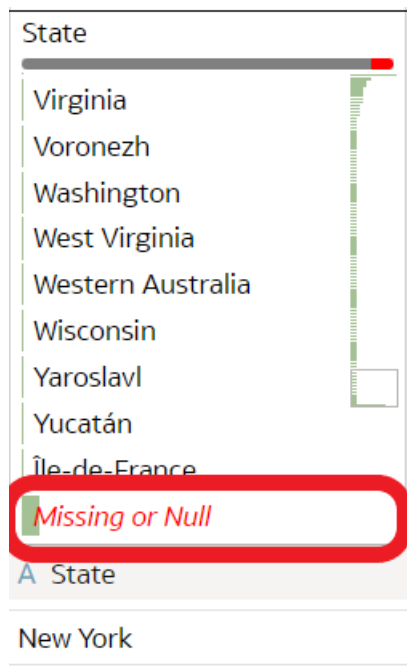 State
Virginia
Voronezh
Washington
West Virginia
Western Australia
Wisconsin
Yaroslavl
Yucatán
Île-de-France
Missing or Null
A State
New York